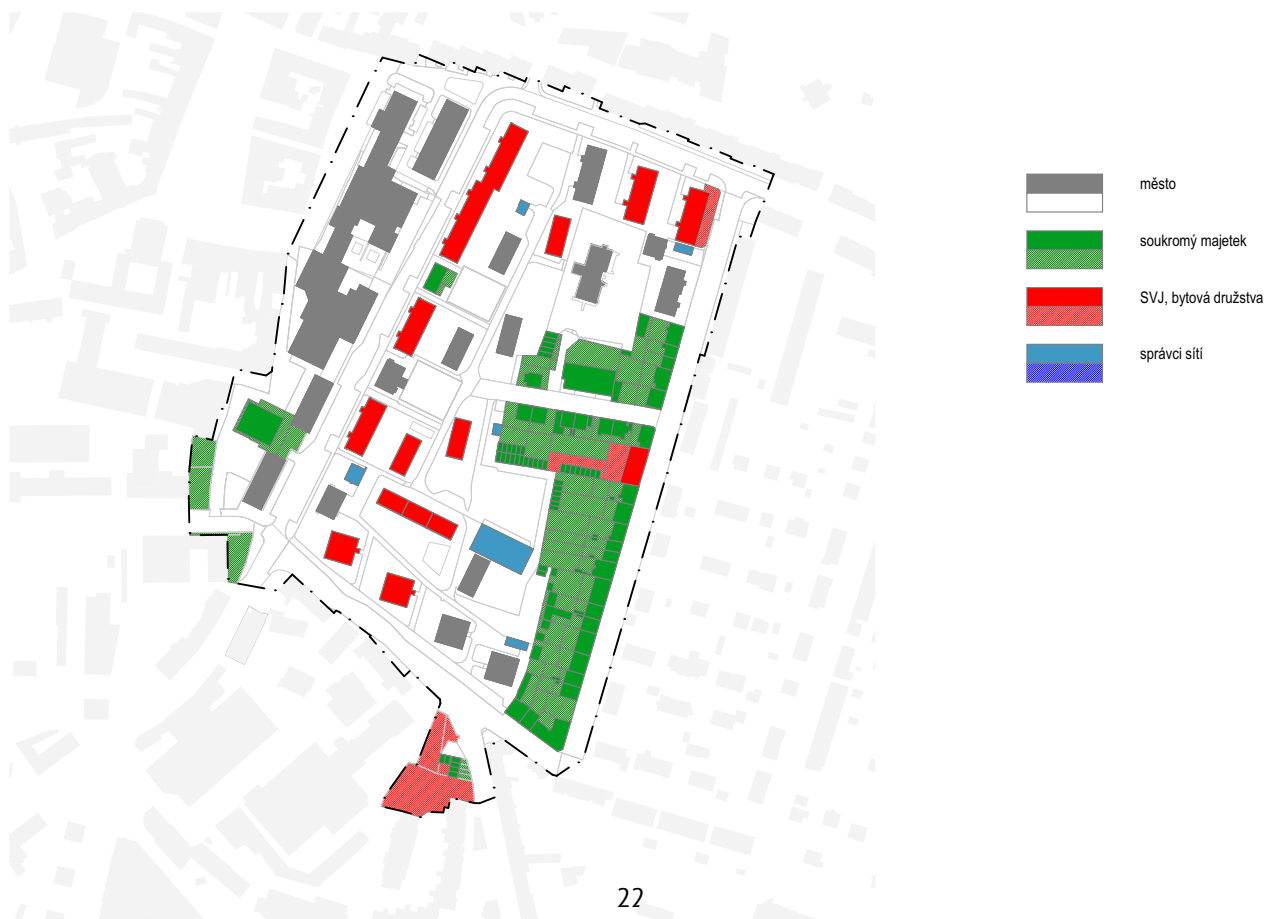 město
soukromý majetek
SVJ, bytová družstva
správci sítí
22